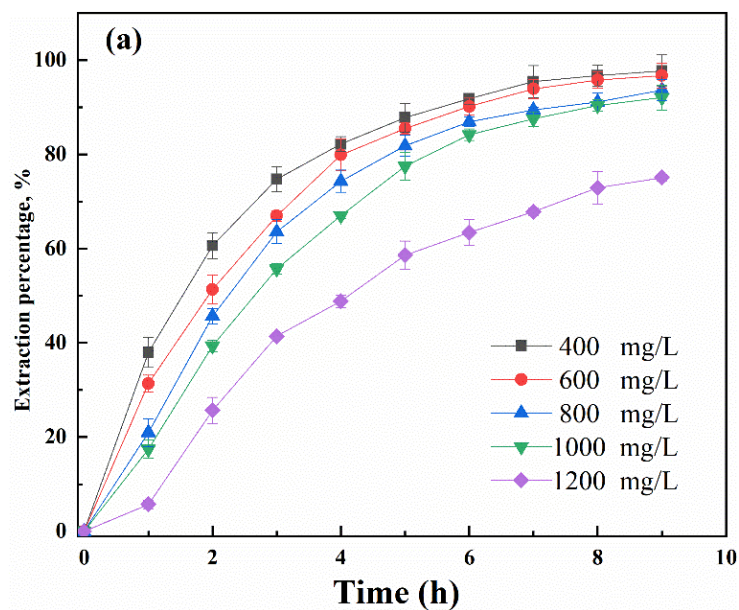 (a)
Extraction percentage, %
100
80
60
40
20
0
400 mg/L
600 mg/L
800 mg/L
1000 mg/L
1200 mg/L
0 2 4 6 8 10
Time (h)